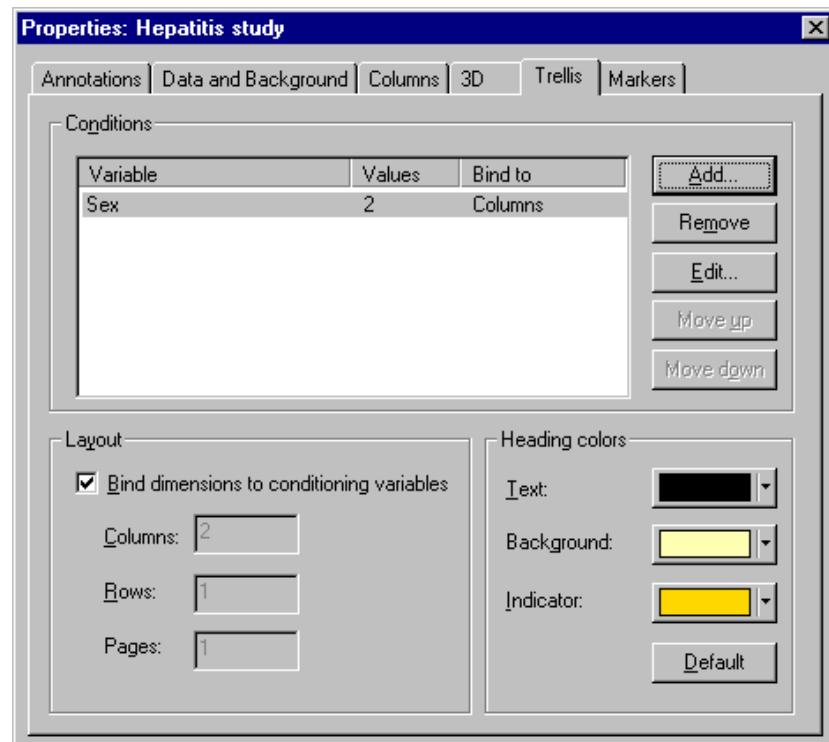 Properties: Hepatitis study
Annotations Data and Background Columns 3D Trellis Markers
Conditions
Variable Values Bind to
Sex 2 Columns
Add...
Remove
Edit...
Move up
Move down
Layout
Bind dimensions to conditioning variables
Columns: 2
Rows: 1
Pages: 1
Heading colors
Text:
Background:
Indicator:
Default